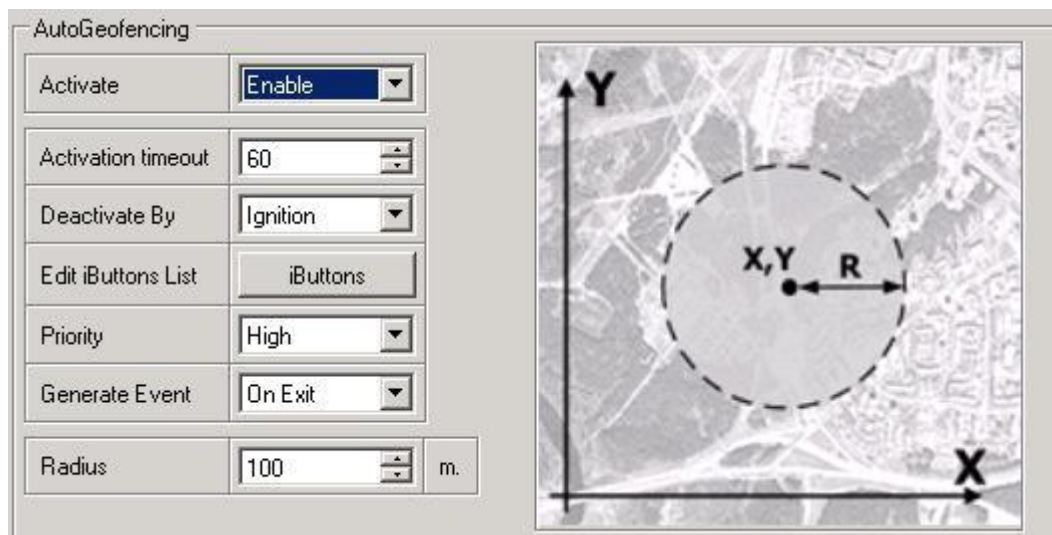 AutoGeofencing
Activate Enable
Activation timeout 60
Deactivate By Ignition
Edit iButtons List iButtons
Priority High
Generate Event On Exit
Radius 100 m.
Y
X,Y R
X